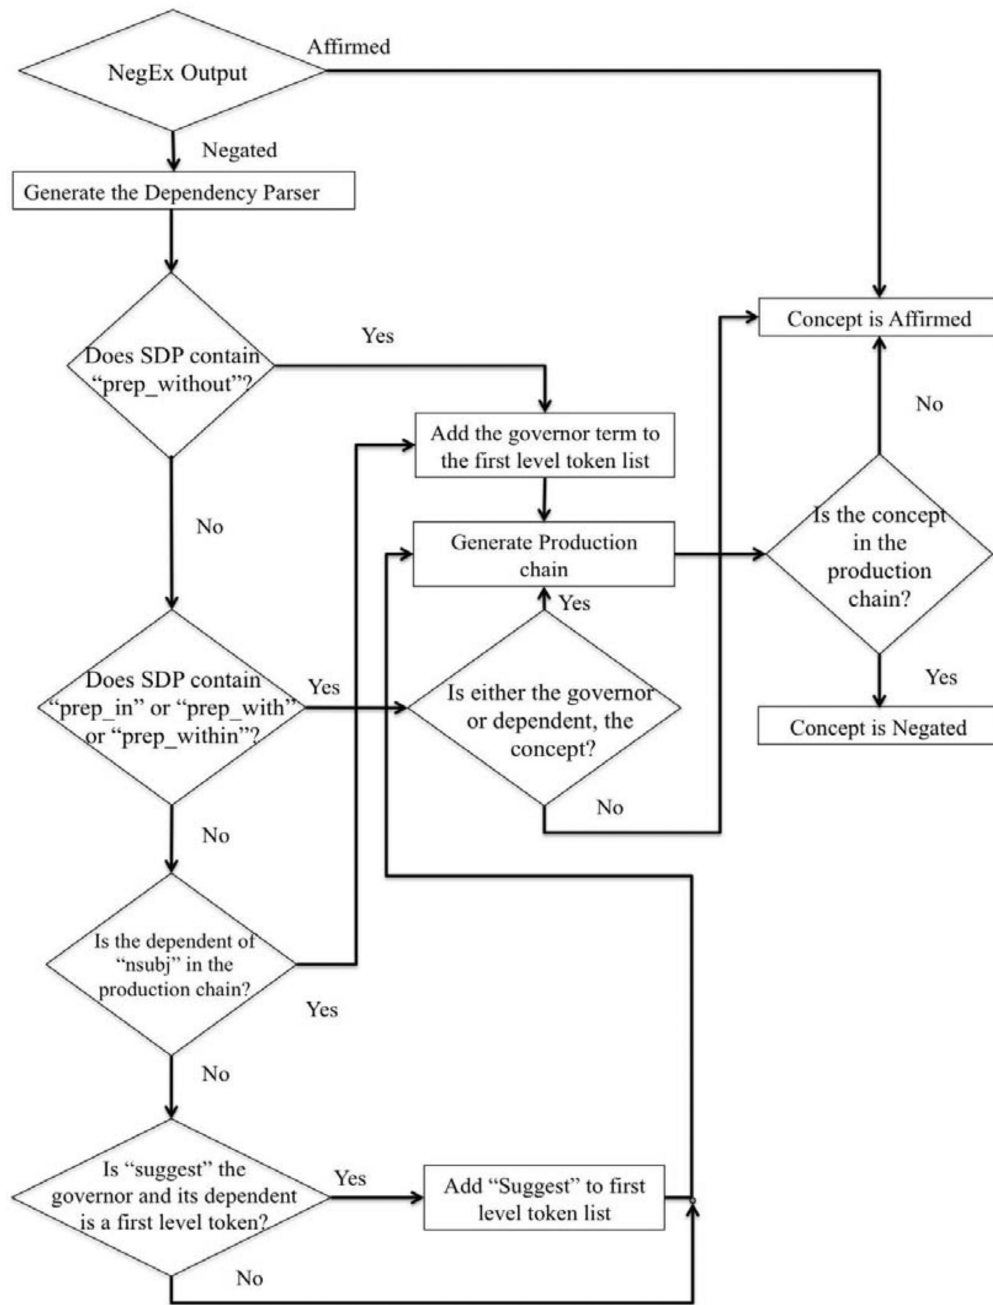 Affirmed
NegEx Output
Negated
Generate the Dependency Parser
Does SDP contain
“prep_without”?
Yes
No
Add the governor term to
the first level token list
Generate Production
chain
Concept is Affirmed
No
Is the concept
in the
production
chain?
Yes
Concept is Negated
Does SDP contain
“prep_in” or “prep_with”
or “prep_within”?
Yes
Yes
Is either the governor
or dependent, the
concept?
No
No
Is the dependent of
“nsubj” in the
production chain?
Yes
No
Is “suggest” the
governor and its dependent
is a first level token?
Yes
Add “Suggest” to first
level token list
No